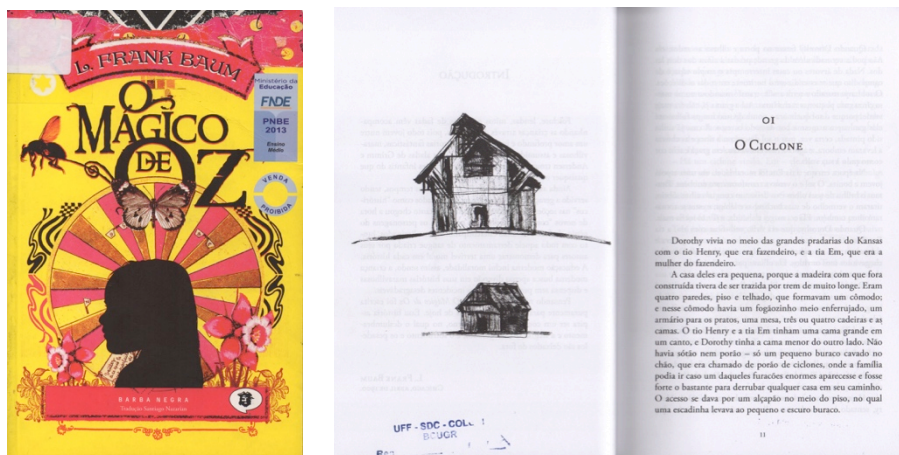 L. FRANK BAUM
O
MÁGICO
DE
OZ
Ministério da
Educação
FNDE
PNBE
2013
Ensino
Médio
VENDA
PROIBIDA
BARBA NEGRA
Tradução Santiago Nazarian
INTRODUÇÃO
L. FRANK BAUM
UFF - SDC - COL
BCUGR
01
O CICLONE
Dorothy vivia no meio das grandes pradarias do Kansas
com o tio Henry, que era fazendeiro, e a tia Em, que era a
mulher do fazendeiro.
A casa deles era pequena, porque a madeira com que fora
construída tivera de ser trazida por trem de muito longe. Eram
quatro paredes, piso e telhado, que formavam um cômodo;
e nesse cômodo havia um fogãozinho meio enferrujado, um
armário para os pratos, uma mesa, três ou quatro cadeiras e as
camas. O tio Henry e a tia Em tinham uma cama grande em
um canto, e Dorothy tinha a cama menor do outro lado. Não
havia sótão nem porão – só um pequeno buraco cavado no
chão, que era chamado de porão de ciclones, onde a família
podia ir caso um daqueles furacões enormes aparecesse e fosse
forte o bastante para derrubar qualquer casa em seu caminho.
O acesso se dava por um alçapão no meio do piso, no qual
uma escadinha levava ao pequeno e escuro buraco.
11